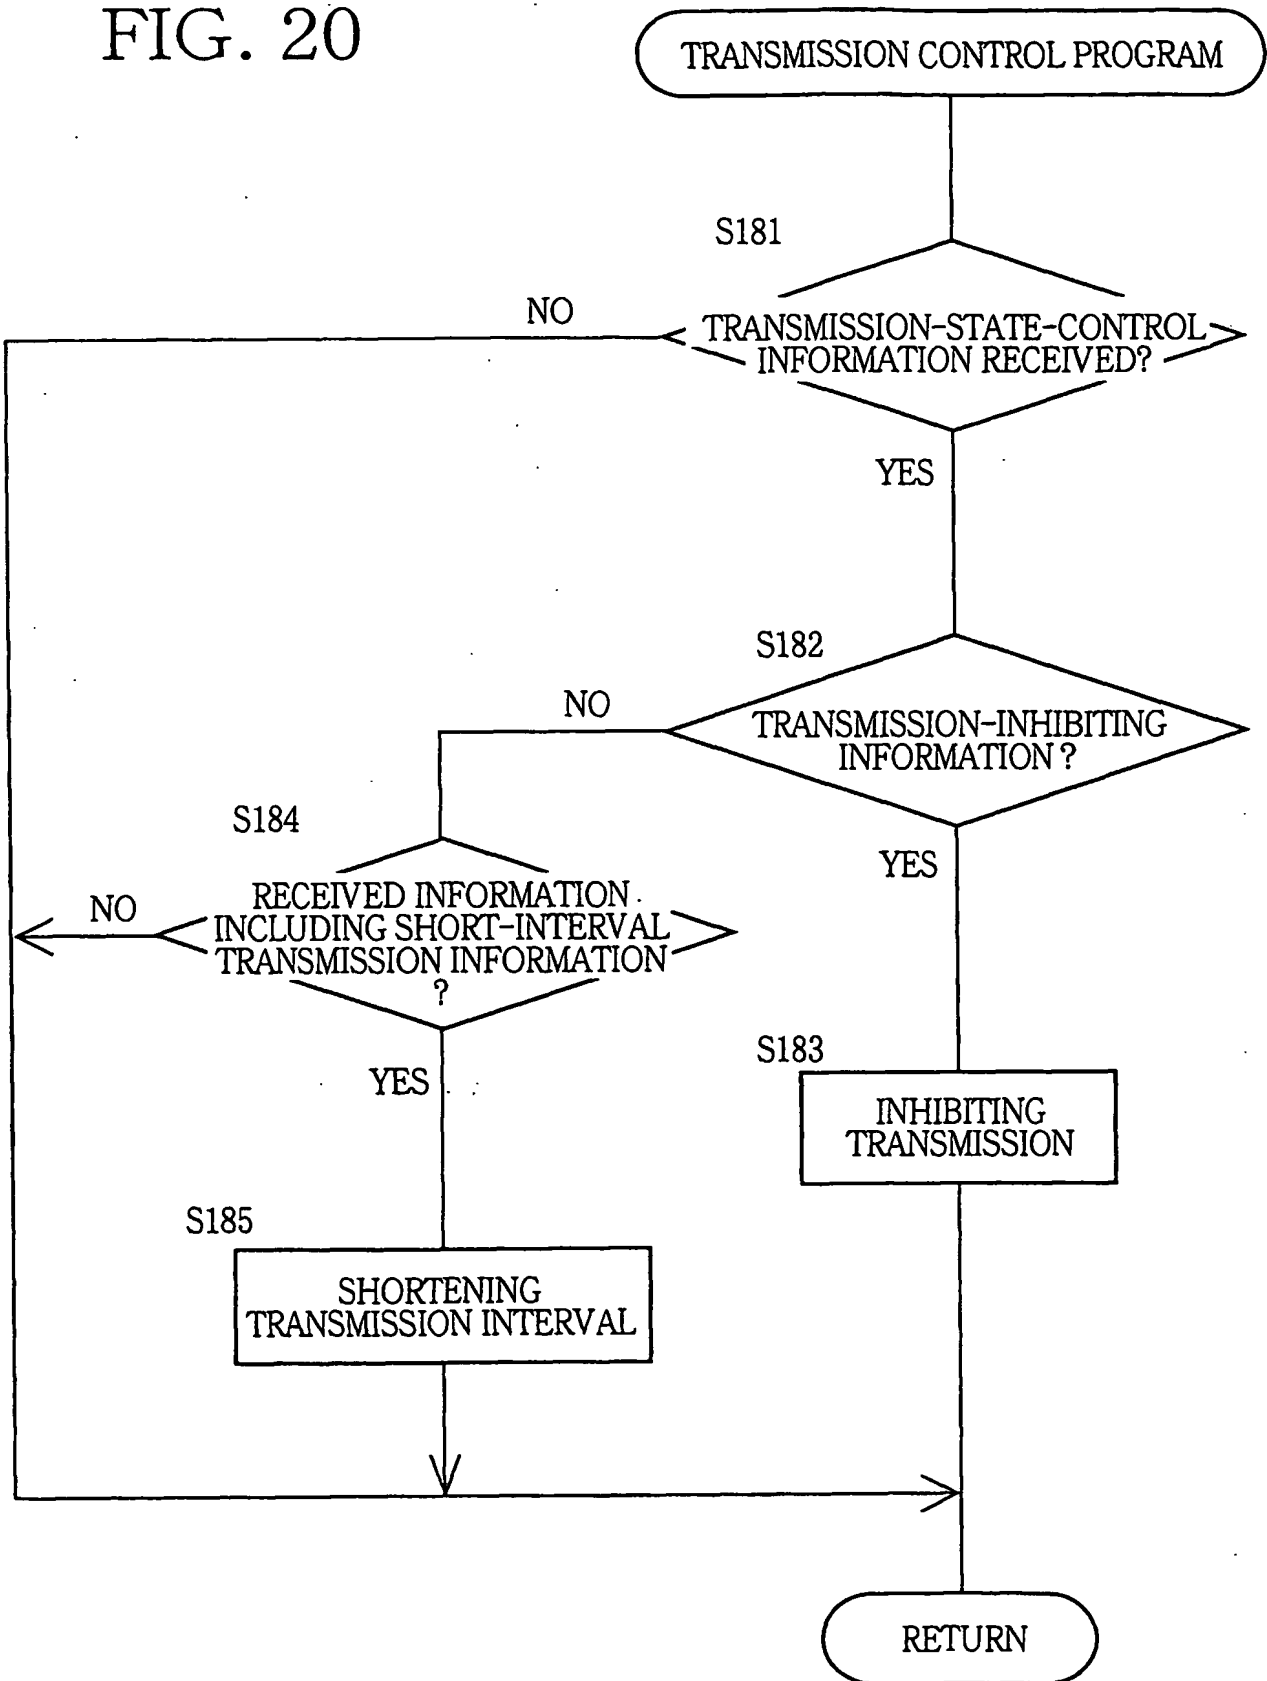 FIG. 20
TRANSMISSION CONTROL PROGRAM
S181
NO
TRANSMISSION-STATE-CONTROL
INFORMATION RECEIVED?
YES
S182
NO
TRANSMISSION-INHIBITING
INFORMATION ?
S184
YES
NO
RECEIVED INFORMATION
INCLUDING SHORT-INTERVAL
TRANSMISSION INFORMATION
?
S183
YES
INHIBITING
TRANSMISSION
S185
SHORTENING
TRANSMISSION INTERVAL
RETURN